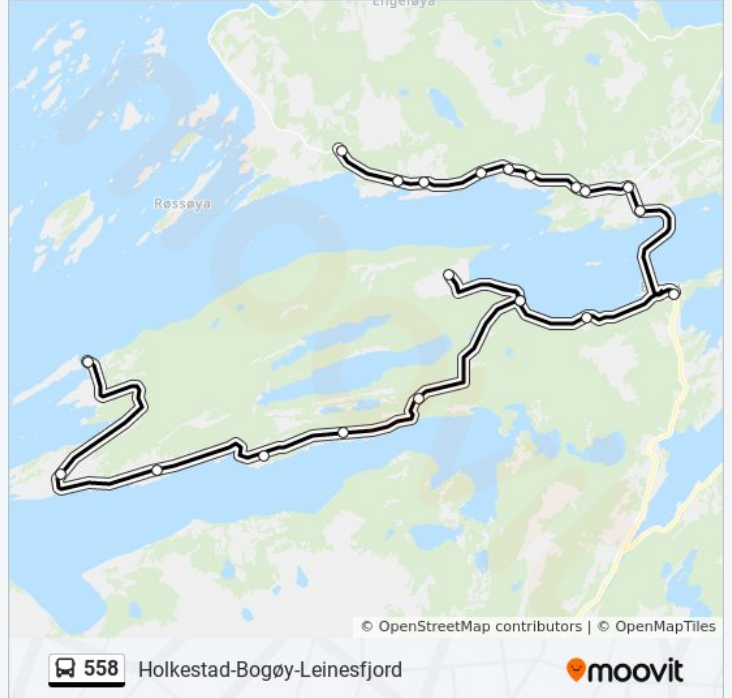 Engeløya
Røssøya
© OpenStreetMap contributors | © OpenMapTiles
558 Holkestad-Bogøy-Leinesfjord
moovit